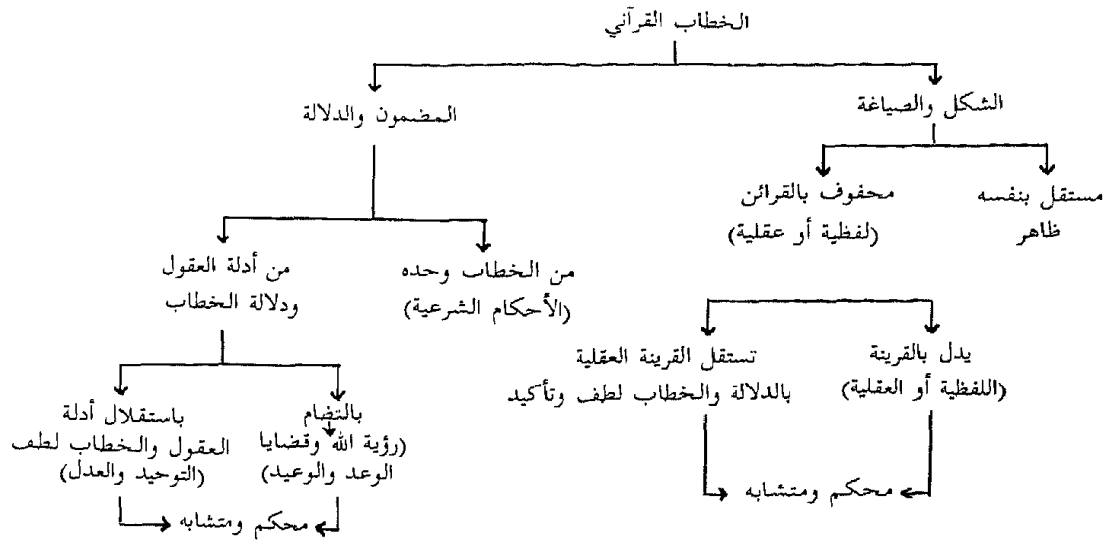 الخطاب القرآني
الشكل والصياغة
المضمون والدلالة
مستقل بنفسه
ظاهر
محفوف بالقرائن
(لفظية أو عقلية)
من الخطاب وحده
(الأحكام الشرعية)
من أدلة العقول
ودلالة الخطاب
يدل بالقرينة
(اللفظية أو العقلية)
تستقل القرينة العقلية
بالدلالة والخطاب لطف وتأكيد
بالتضام
(رؤية الله وقضايا
الوعد والوعيد)
باستقلال أدلة
العقول والخطاب لطف
(التوحيد والعدل)
محكم ومتشابه
محكم ومتشابه